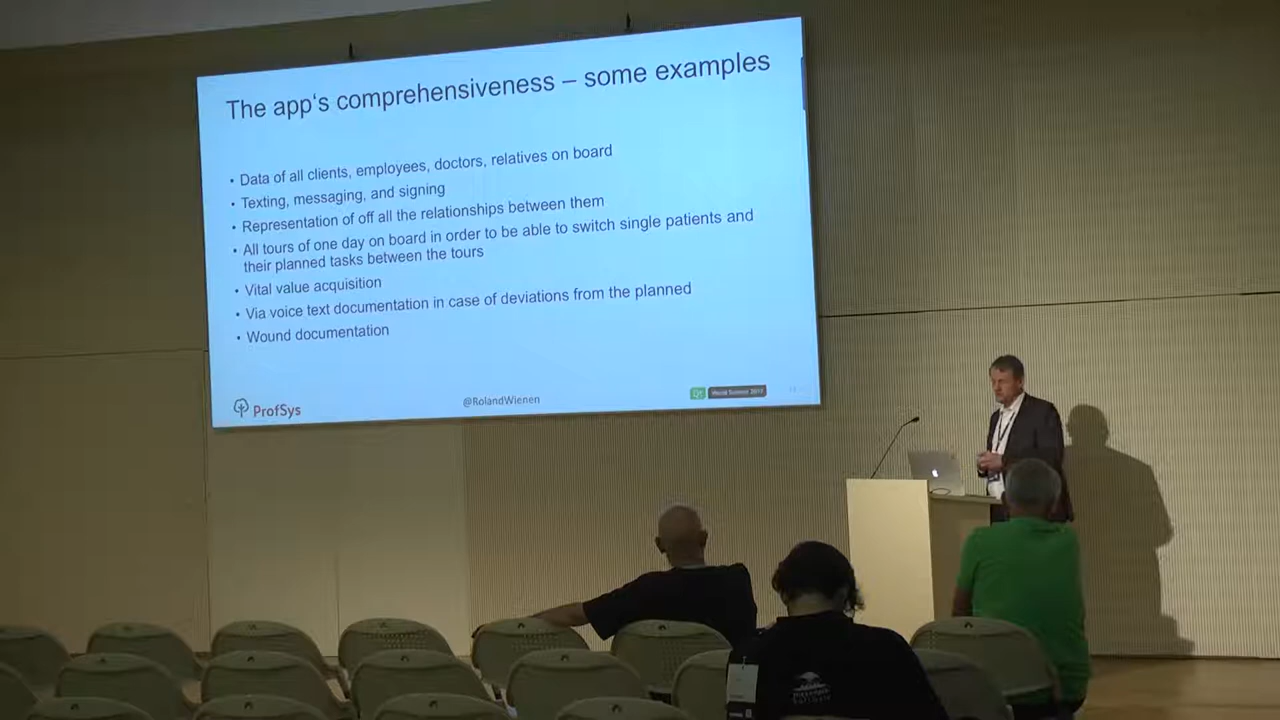 The app‘s comprehensiveness – some examples
• Data of all clients, employees, doctors, relatives on board
• Texting, messaging, and signing
• Representation of off all the relationships between them
• All tours of one day on board in order to be able to switch single patients and
their planned tasks between the tours
• Vital value acquisition
• Via voice text documentation in case of deviations from the planned
• Wound documentation
ProfSys
@RolandWienen
Qt World Summit